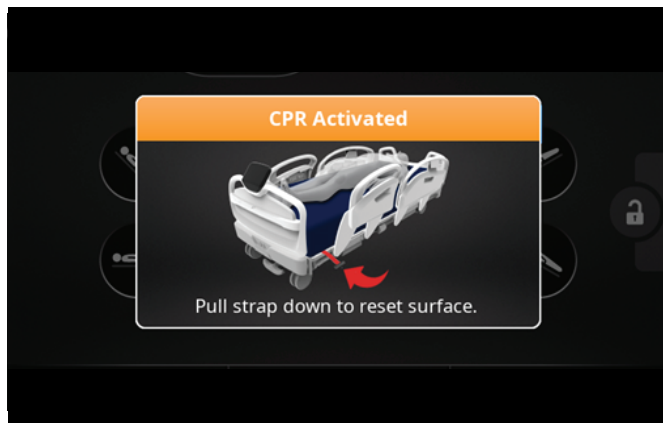 CPR Activated
Pull strap down to reset surface.